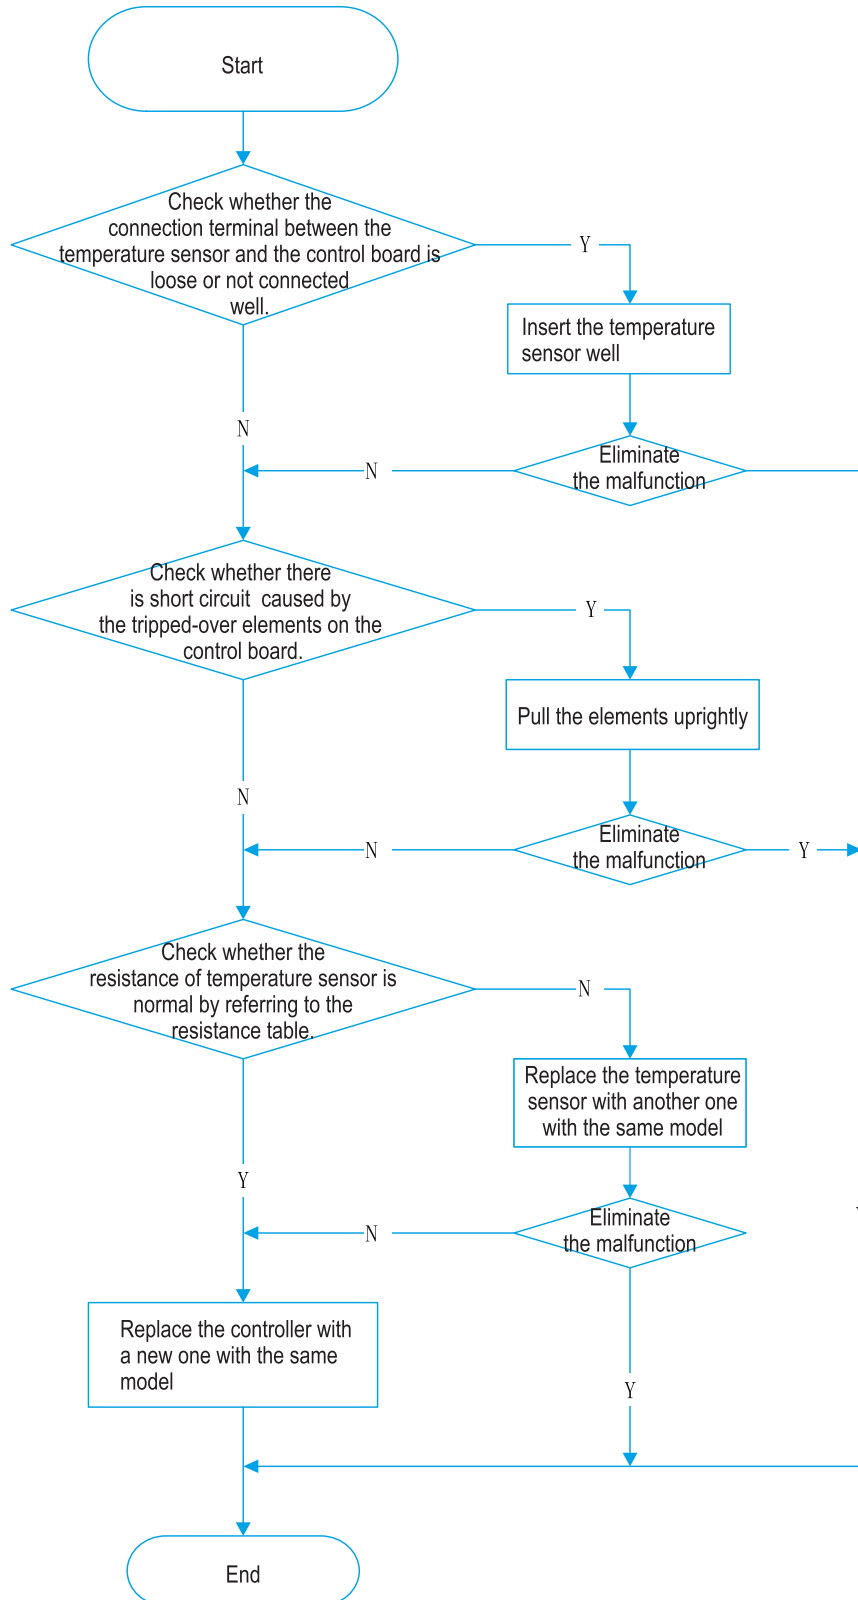 Start
Check whether the
connection terminal between the
temperature sensor and the control board is
loose or not connected
well.
Y
Insert the temperature
sensor well
N
Eliminate
the malfunction
N
Check whether there
is short circuit caused by
the tripped-over elements on the
control board.
Y
Pull the elements uprightly
N
Eliminate
the malfunction
N
Y
Check whether the
resistance of temperature sensor is
normal by referring to the
resistance table.
N
Replace the temperature
sensor with another one
with the same model
Y
Eliminate
the malfunction
N
Replace the controller with
a new one with the same
model
Y
End